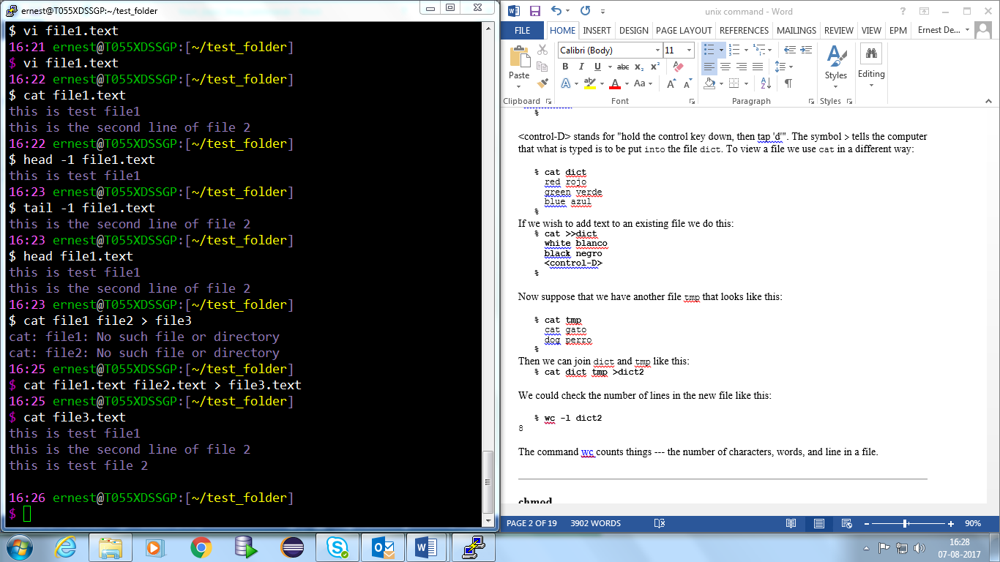 ernest@T055XDSSGP:~/test_folder
$ vi file1.text
16:21 ernest@T055XDSSGP:[~/test_folder]
$ vi file1.text
16:22 ernest@T055XDSSGP:[~/test_folder]
$ cat file1.text
this is test file1
this is the second line of file 2
16:22 ernest@T055XDSSGP:[~/test_folder]
$ head -1 file1.text
this is test file1
16:23 ernest@T055XDSSGP:[~/test_folder]
$ tail -1 file1.text
this is the second line of file 2
16:23 ernest@T055XDSSGP:[~/test_folder]
$ head file1.text
this is test file1
this is the second line of file 2
16:23 ernest@T055XDSSGP:[~/test_folder]
$ cat file1 file2 > file3
cat: file1: No such file or directory
cat: file2: No such file or directory
16:25 ernest@T055XDSSGP:[~/test_folder]
$ cat file1.text file2.text > file3.text
16:25 ernest@T055XDSSGP:[~/test_folder]
$ cat file3.text
this is test file1
this is the second line of file 2
this is test file 2
16:26 ernest@T055XDSSGP:[~/test_folder]
$
unix command - Word
FILE HOME INSERT DESIGN PAGE LAYOUT REFERENCES MAILINGS REVIEW VIEW EPM Ernest De...
Calibri (Body) 11
Paste
Styles
Editing
Clipboard Font Paragraph Styles
%
<control-D> stands for "hold the control key down, then tap 'd'". The symbol > tells the computer
that what is typed is to be put into the file dict. To view a file we use cat in a different way:
% cat dict
red rojo
green verde
blue azul
%
If we wish to add text to an existing file we do this:
% cat >>dict
white blanco
black negro
<control-D>
%
Now suppose that we have another file tmp that looks like this:
% cat tmp
cat gato
dog perro
%
Then we can join dict and tmp like this:
% cat dict tmp >dict2
We could check the number of lines in the new file like this:
% wc -l dict2
8
The command wc counts things --- the number of characters, words, and line in a file.
chmod
PAGE 2 OF 19 3902 WORDS 90%
16:28
07-08-2017